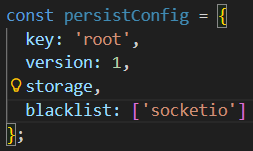 const persistConfig = {
  key: 'root',
  version: 1,
  storage,
  blacklist: ['socketio']
};